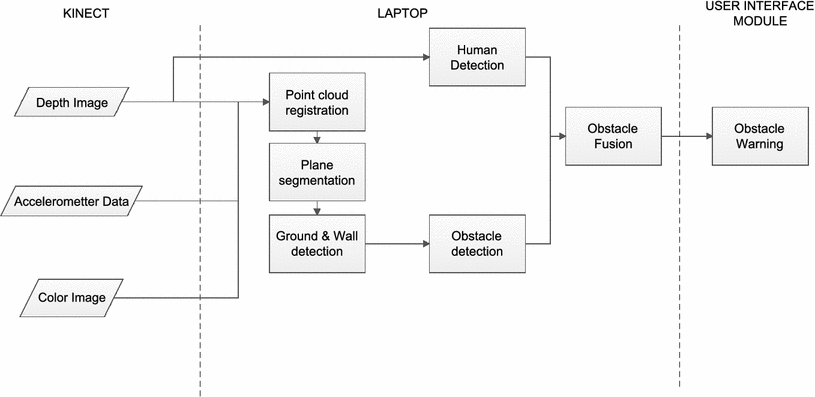 KINECT
LAPTOP
USER INTERFACE
MODULE
Human
Detection
Depth Image
Point cloud
registration
Obstacle
Fusion
Obstacle
Warning
Plane
segmentation
Accelerometter Data
Ground & Wall
detection
Obstacle
detection
Color Image